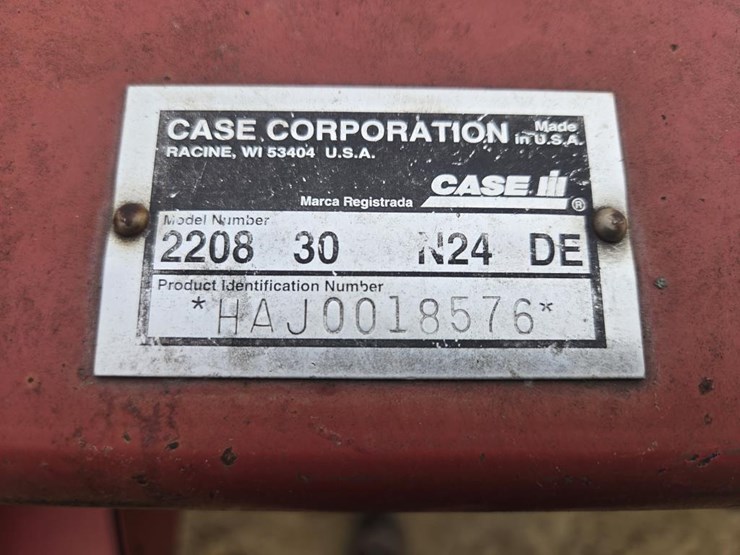 CASE CORPORATION Made in U.S.A.
RACINE, WI 53404 U.S.A.
Marca Registrada CASE IH ®
Model Number
2208 30 N24 DE
Product Identification Number
*HAJ0018576*